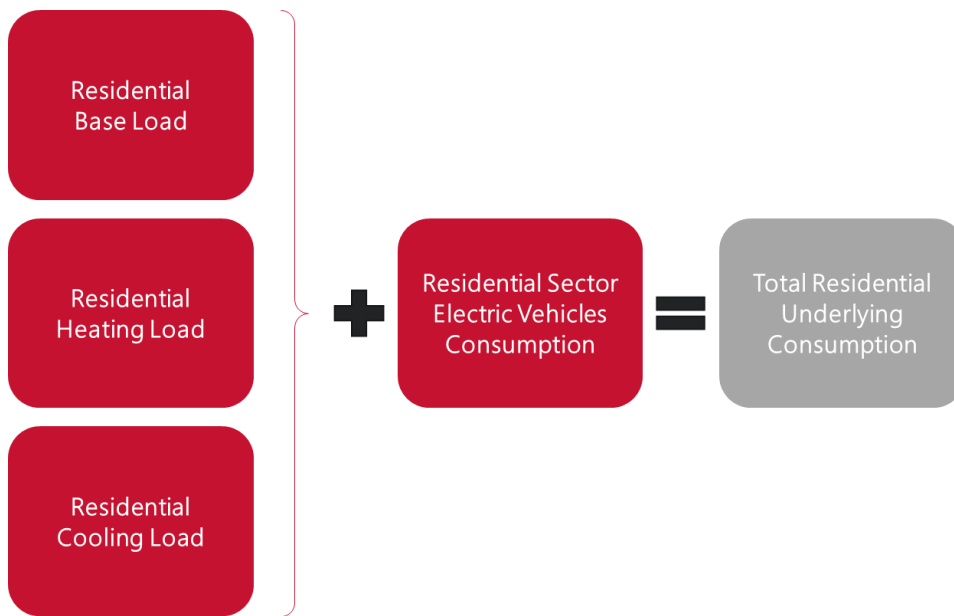 Residential
Base Load
Residential
Heating Load
Residential
Cooling Load
+
Residential Sector
Electric Vehicles
Consumption
=
Total Residential
Underlying
Consumption